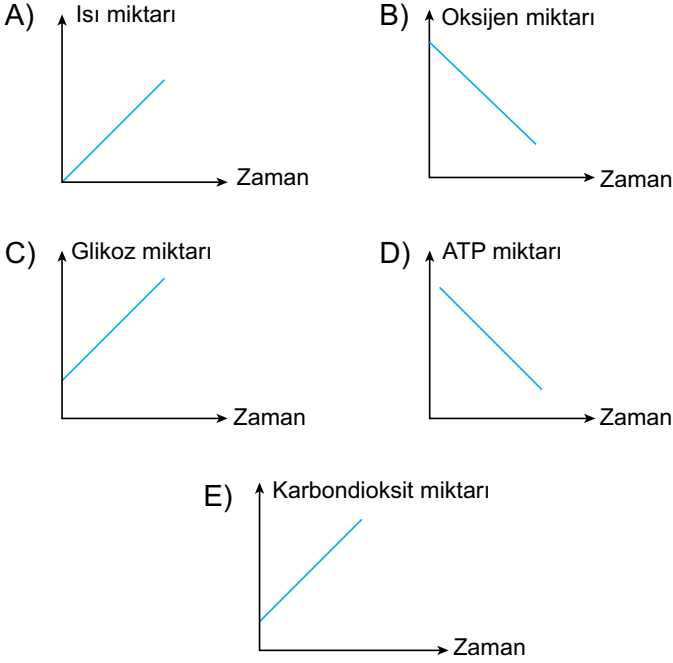 A) Isı miktarı
Zaman
B) Oksijen miktarı
Zaman
C) Glikoz miktarı
Zaman
D) ATP miktarı
Zaman
E) Karbondioksit miktarı
Zaman